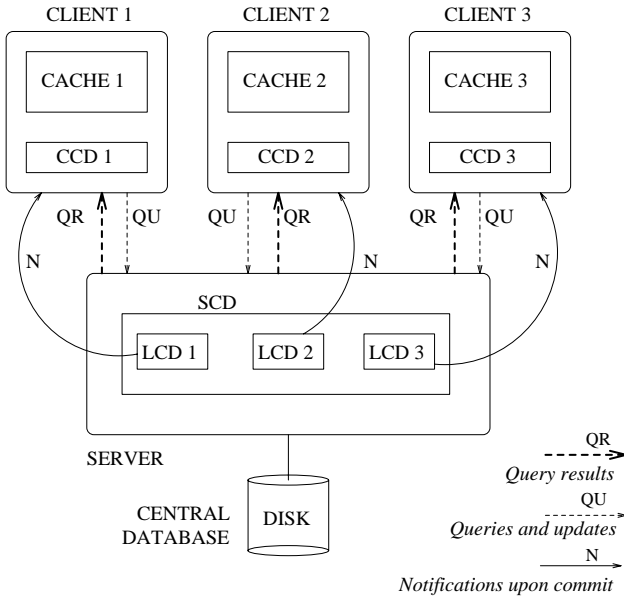 CLIENT 1 CLIENT 2 CLIENT 3
CACHE 1 CACHE 2 CACHE 3
CCD 1 CCD 2 CCD 3
QR QU QU QR QR QU
N N N
SCD
LCD 1 LCD 2 LCD 3
SERVER
QR
Query results
CENTRAL
DATABASE
DISK
QU
Queries and updates
N
Notifications upon commit